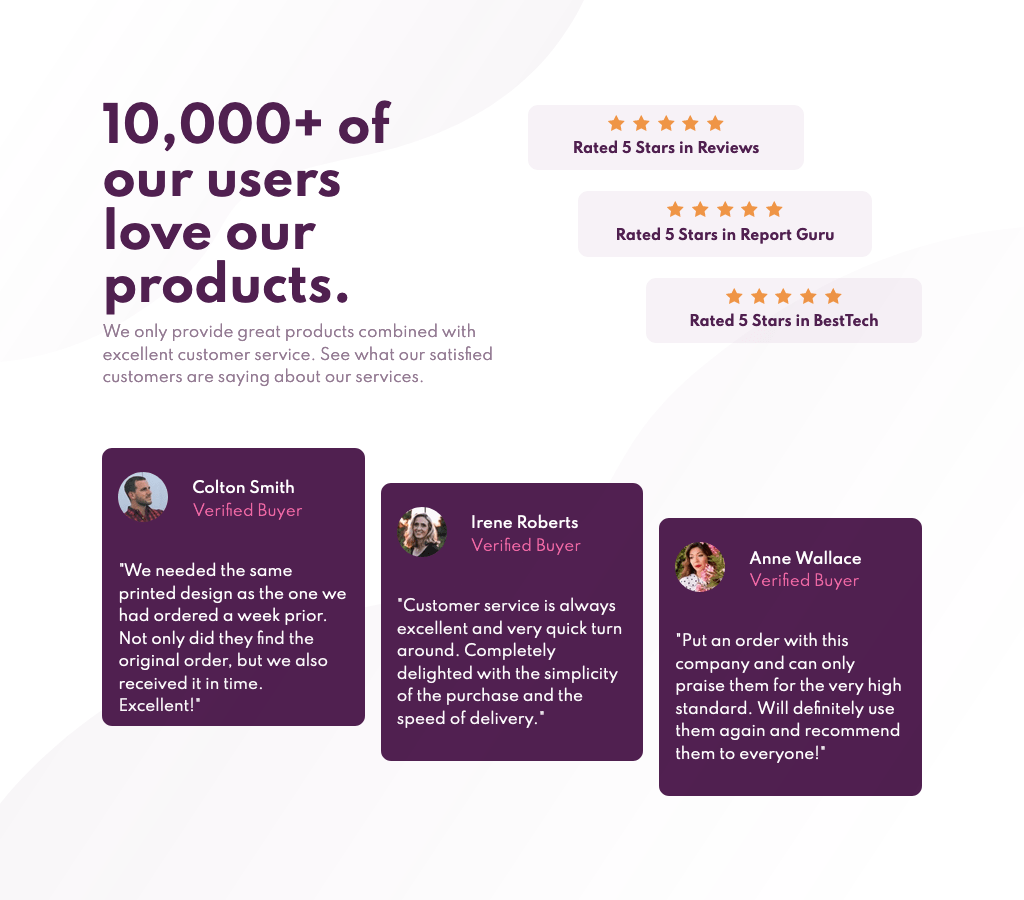 10,000+ of
our users
love our
products.
We only provide great products combined with
excellent customer service. See what our satisfied
customers are saying about our services.
Rated 5 Stars in Reviews
Rated 5 Stars in Report Guru
Rated 5 Stars in BestTech
Colton Smith
Verified Buyer
"We needed the same
printed design as the one we
had ordered a week prior.
Not only did they find the
original order, but we also
received it in time.
Excellent!"
Irene Roberts
Verified Buyer
"Customer service is always
excellent and very quick turn
around. Completely
delighted with the simplicity
of the purchase and the
speed of delivery."
Anne Wallace
Verified Buyer
"Put an order with this
company and can only
praise them for the very high
standard. Will definitely use
them again and recommend
them to everyone!"